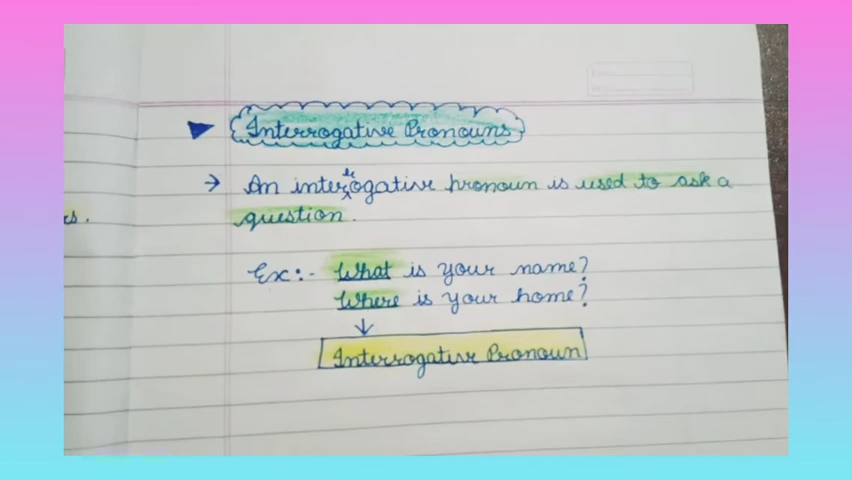 Interrogative Pronouns
→ An interrogative pronoun is used to ask a
question.
es.
Ex:- What is your name?
Where is your home?
↓
Interrogative Pronoun